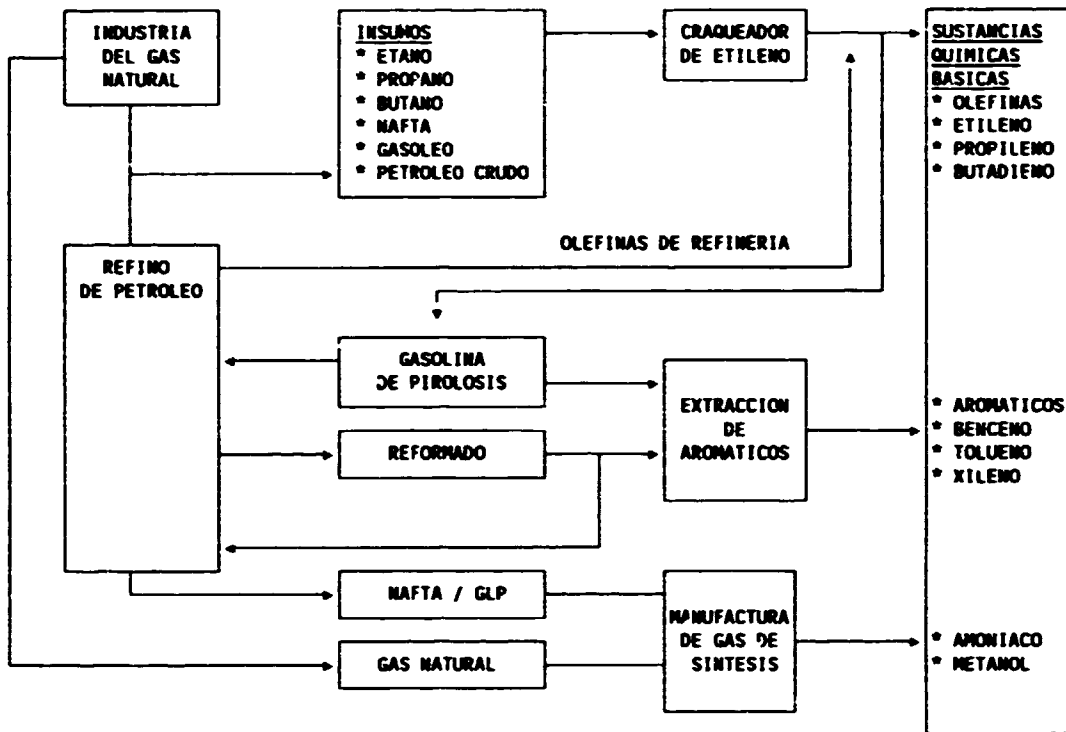 INDUSTRIA
DEL GAS
NATURAL
INSUMOS
* ETANO
* PROPANO
* BUTANO
* NAFTA
* GASOLEO
* PETROLEO CRUDO
CRAQUEADOR
DE ETILENO
SUSTANCIAS
QUIMICAS
BASICAS
* OLEFINAS
* ETILENO
* PROPILENO
* BUTADIENO
OLEFINAS DE REFINERIA
REFINO
DE PETROLEO
GASOLINA
DE PIROLOSIS
REFORMADO
EXTRACCION
DE
AROMATICOS
* AROMATICOS
* BENCENO
* TOLUENO
* XILENO
NAFTA / GLP
GAS NATURAL
MANUFACTURA
DE GAS DE
SINTESIS
* AMONIACO
* METANOL